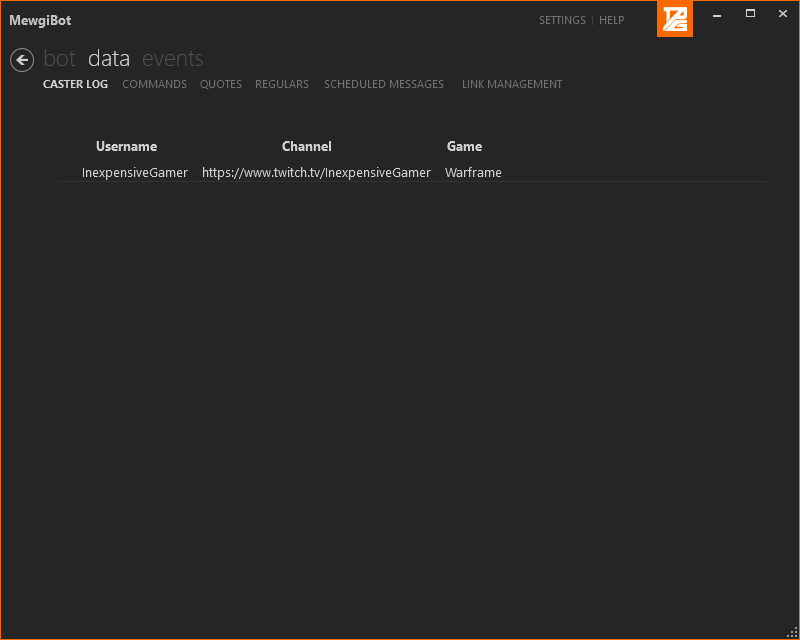 MewgiBot
SETTINGS | HELP
bot data events
CASTER LOG COMMANDS QUOTES REGULARS SCHEDULED MESSAGES LINK MANAGEMENT
Username Channel Game
InexpensiveGamer https://www.twitch.tv/InexpensiveGamer Warframe